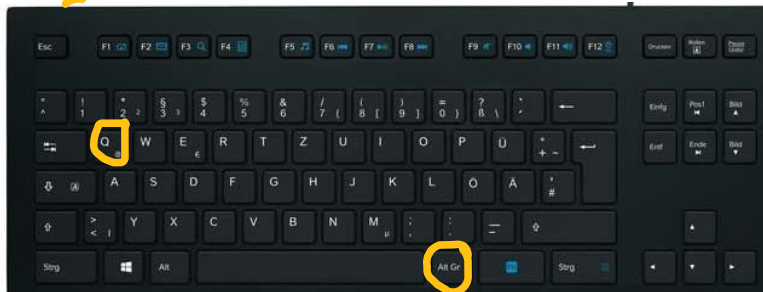 Esc F1 F2 F3 F4 F5 F6 F7 F8 F9 F10 F11 F12 Drucken Rollen Pause
° ^ ! 1 " 2 2 § 3 3 $ 4 % 5 & 6 / 7 { ( 8 [ ) 9 ] = 0 } ? ß \ Einfg Pos1 Bild
Q @ W E € R T Z U I O P Ü * + ~ Entf Ende Bild
A S D F G H J K L Ö Ä ' #
> < | Y X C V B N M µ ; , : . _ -
Strg Alt Alt Gr Strg